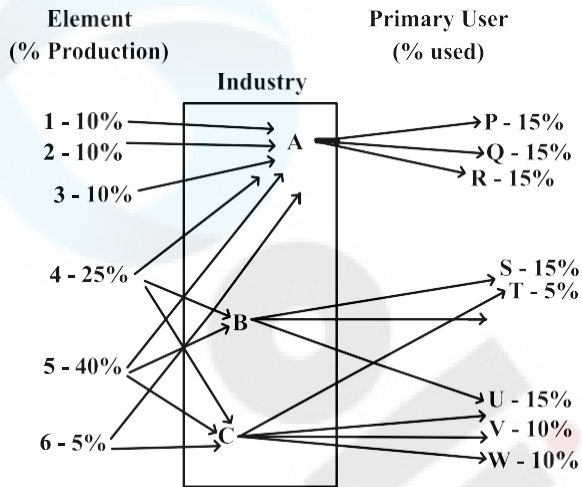 Element
(% Production)
Primary User
(% used)
Industry
1 - 10%
2 - 10%
3 - 10%
4 - 25%
5 - 40%
6 - 5%
A
B
C
P - 15%
Q - 15%
R - 15%
S - 15%
T - 5%
U - 15%
V - 10%
W - 10%